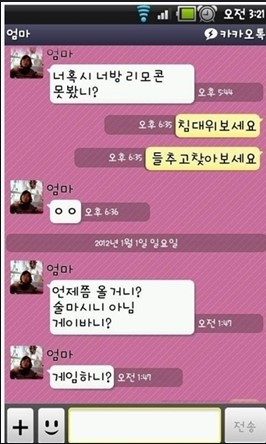 오전 3:21
엄마 카카오톡
엄마
너혹시 너방 리모콘
못봤니?
오후 5:44
오후 6:35 침대위보세요
오후 6:35 들추고찾아보세요
엄마
ㅇㅇ 오후 6:36
2012년 1월 1일 일요일
엄마
언제쯤 올거니?
술마시니 아님
게이바니?
오전 1:47
엄마
게임하니? 오전 1:47
전송